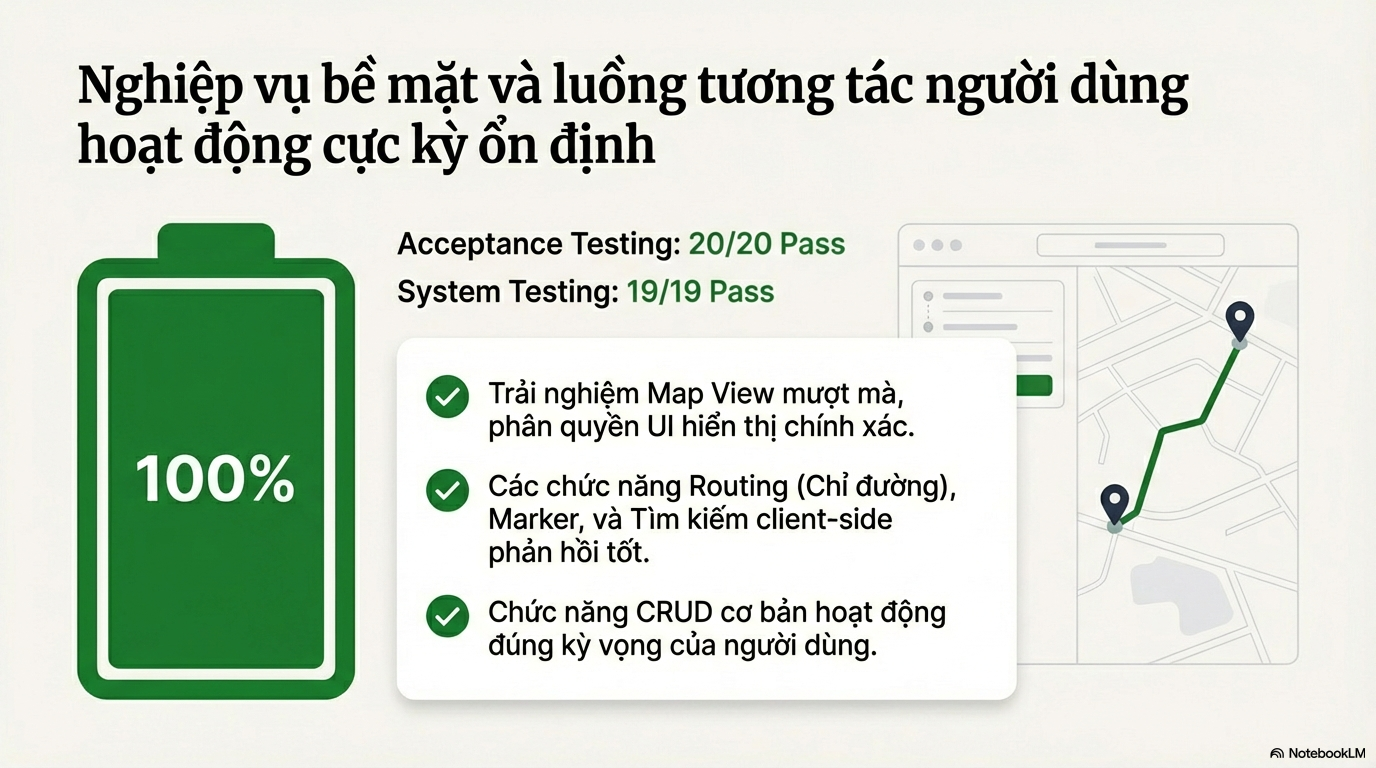 Nghiệp vụ bề mặt và luồng tương tác người dùng
hoạt động cực kỳ ổn định
100%
Acceptance Testing: 20/20 Pass
System Testing: 19/19 Pass
Trải nghiệm Map View mượt mà,
phân quyền UI hiển thị chính xác.
Các chức năng Routing (Chỉ đường),
Marker, và Tìm kiếm client-side
phản hồi tốt.
Chức năng CRUD cơ bản hoạt động
đúng kỳ vọng của người dùng.
NotebookLM